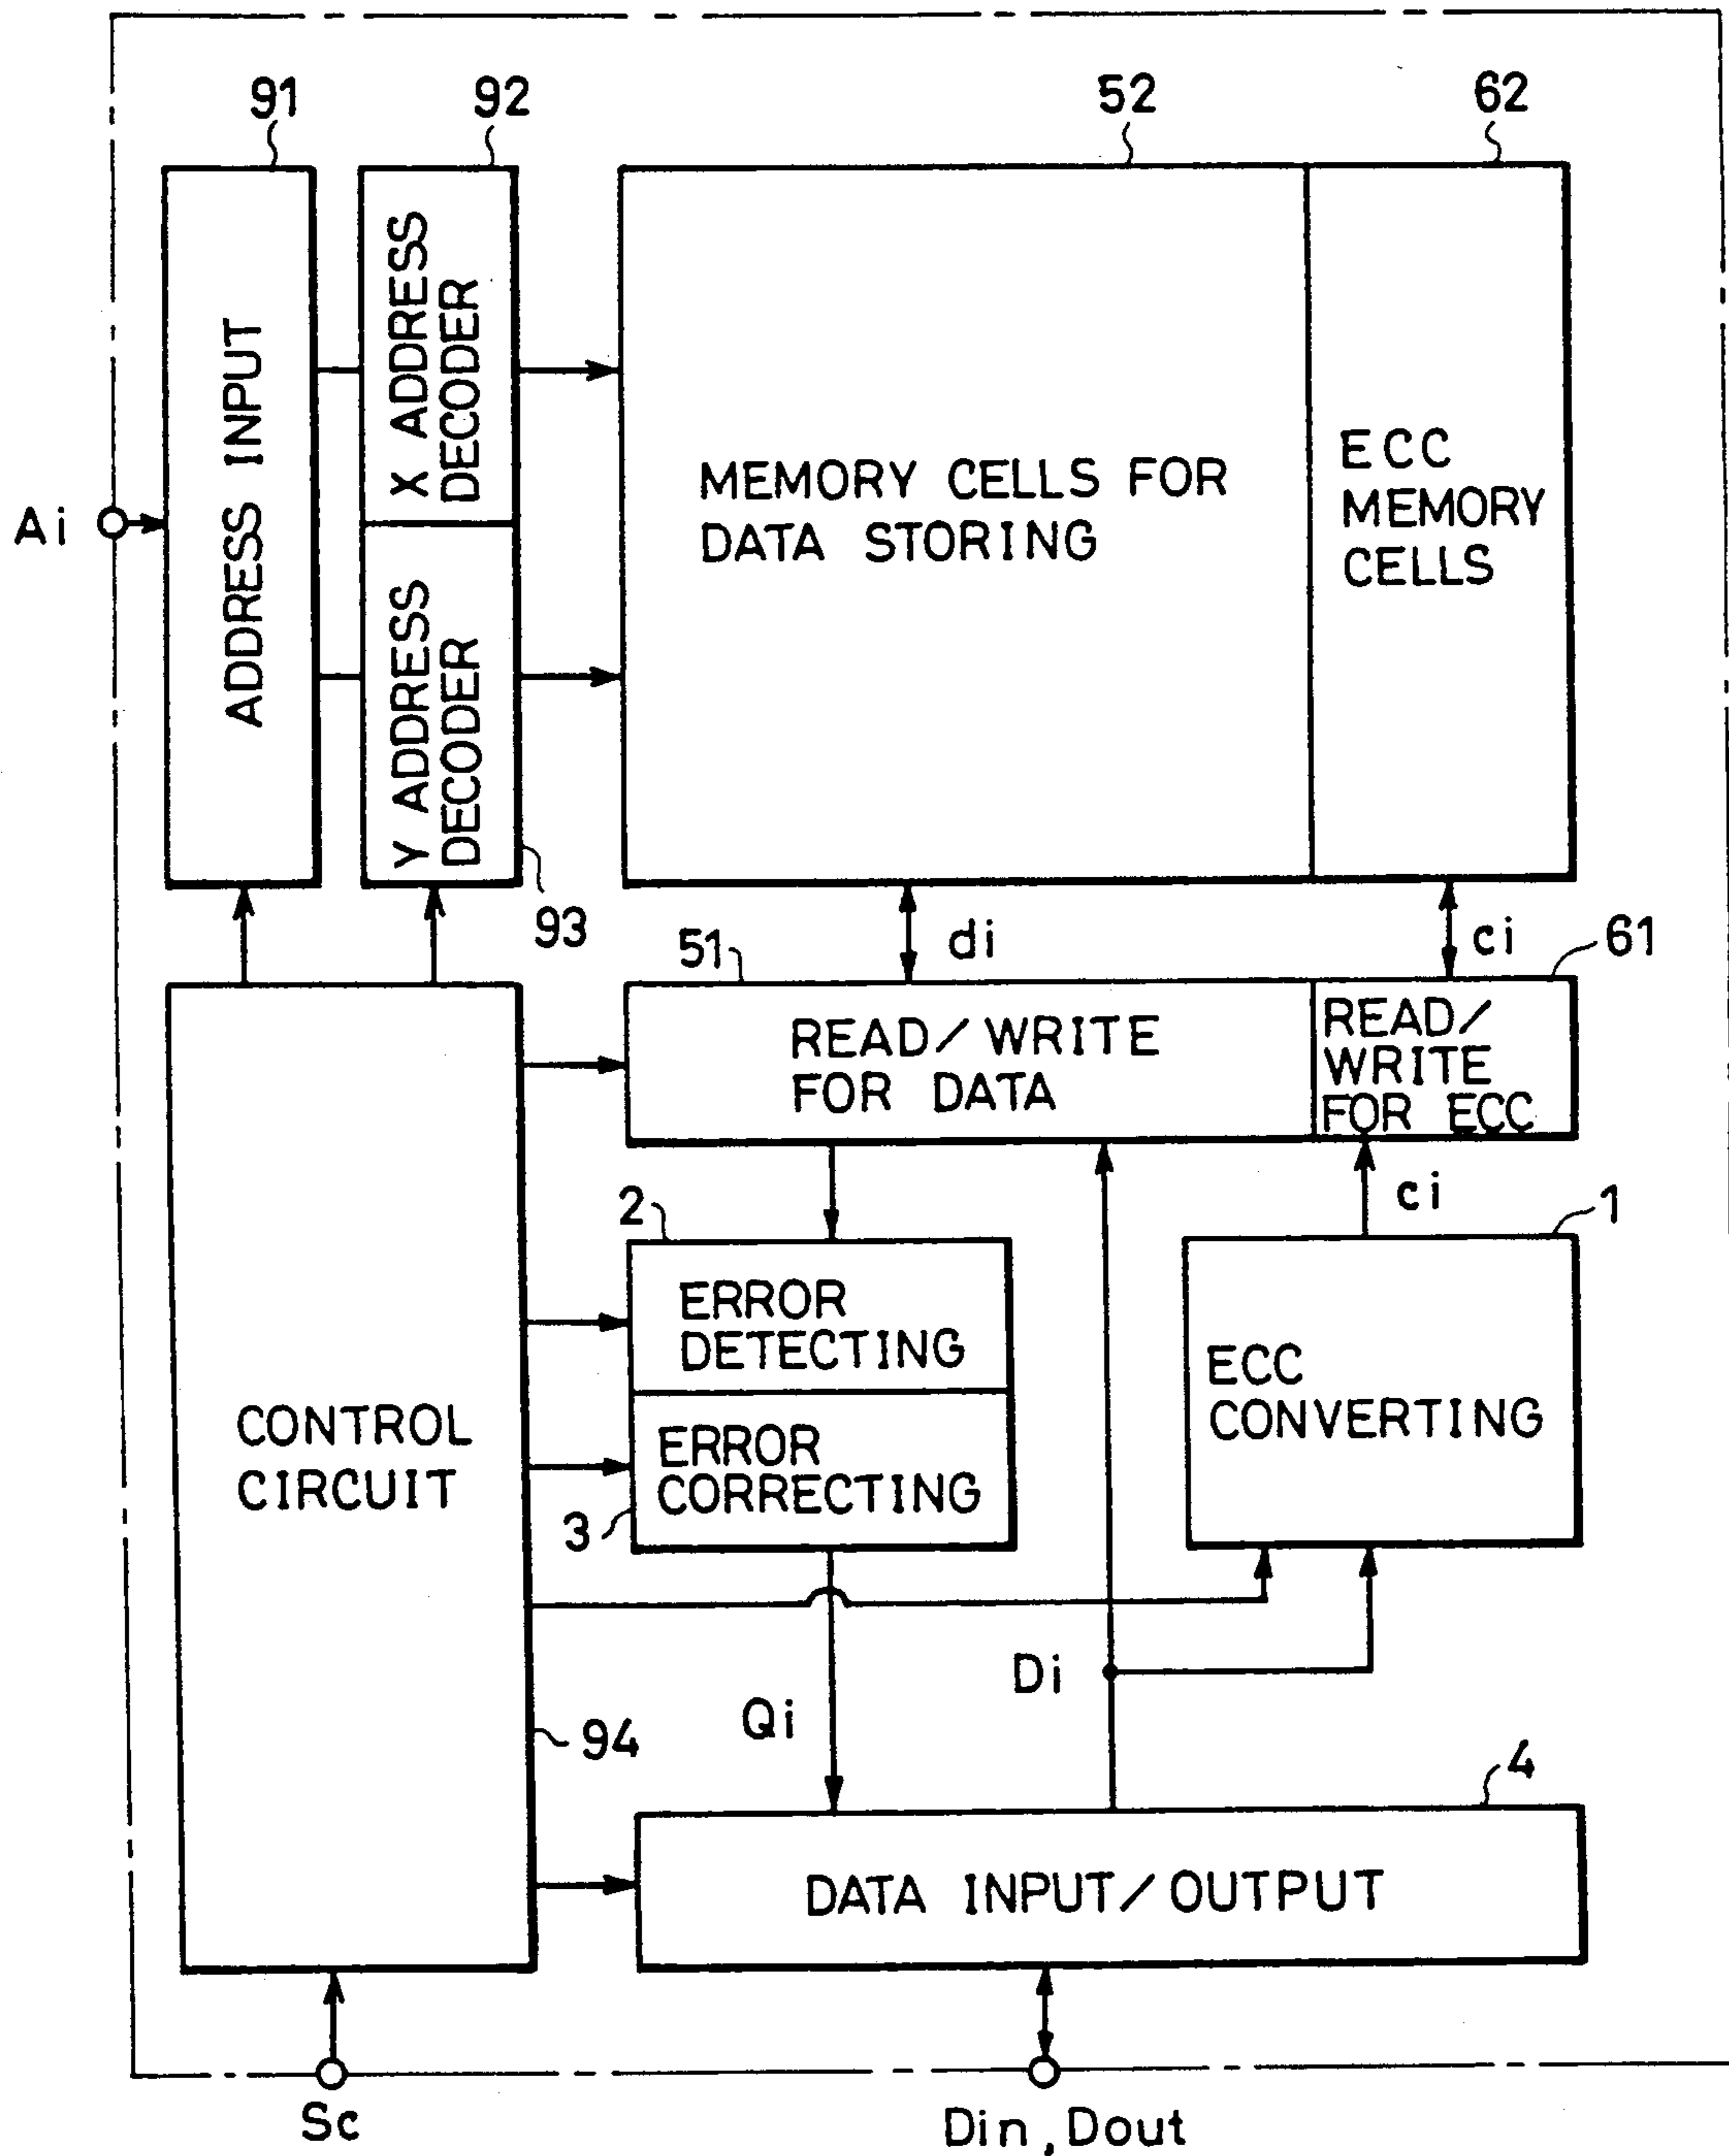 91
92
52
62
ADDRESS INPUT
X ADDRESS
DECODER
Y ADDRESS
DECODER
MEMORY CELLS FOR
DATA STORING
ECC
MEMORY
CELLS
Ai
93
51
di
ci
61
READ/WRITE
FOR DATA
READ/
WRITE
FOR ECC
2
ci
1
ERROR
DETECTING
ECC
CONVERTING
CONTROL
CIRCUIT
ERROR
CORRECTING
3
Di
Qi
94
4
DATA INPUT/OUTPUT
Sc
Din, Dout